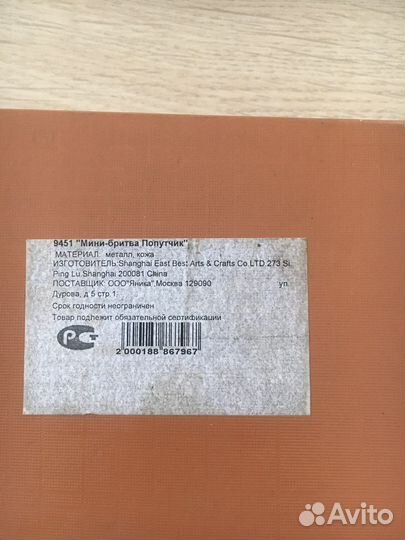 9451 "Мини-бритва Попутчик"
МАТЕРИАЛ: металл, кожа
ИЗГОТОВИТЕЛЬ:Shanghai East Best Arts & Crafts Co.LTD.273 Si
Ping Lu.Shanghai 200081 China
ПОСТАВЩИК: ООО"Яника",Москва 129090 ул.
Дурова, д.5 стр.1.
Срок годности неограничен
Товар подлежит обязательной сертификации
РСТ
2 000188 867967
Avito